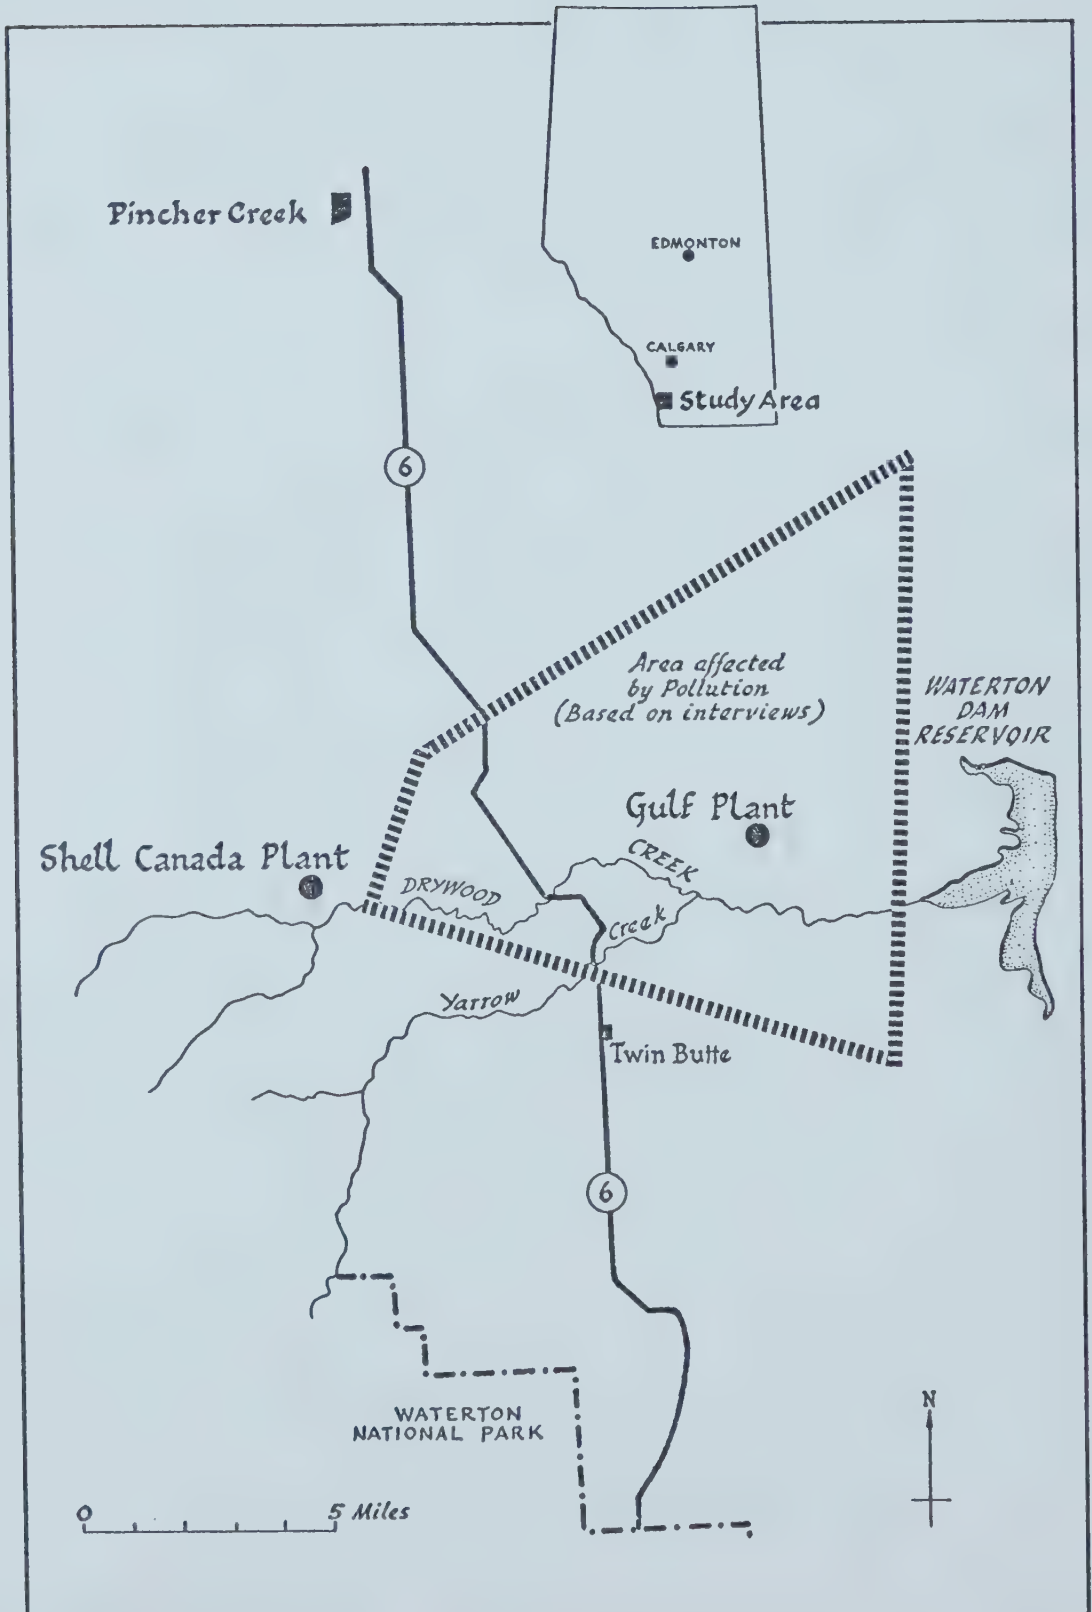 Pincher Creek
EDMONTON
CALGARY
Study Area
6
Area affected
by Pollution
(Based on interviews)
WATERTON
DAM
RESERVOIR
Gulf Plant
Shell Canada Plant
DRYWOOD
CREEK
Creek
Yarrow
Twin Butte
6
WATERTON
NATIONAL PARK
N
0
5 Miles